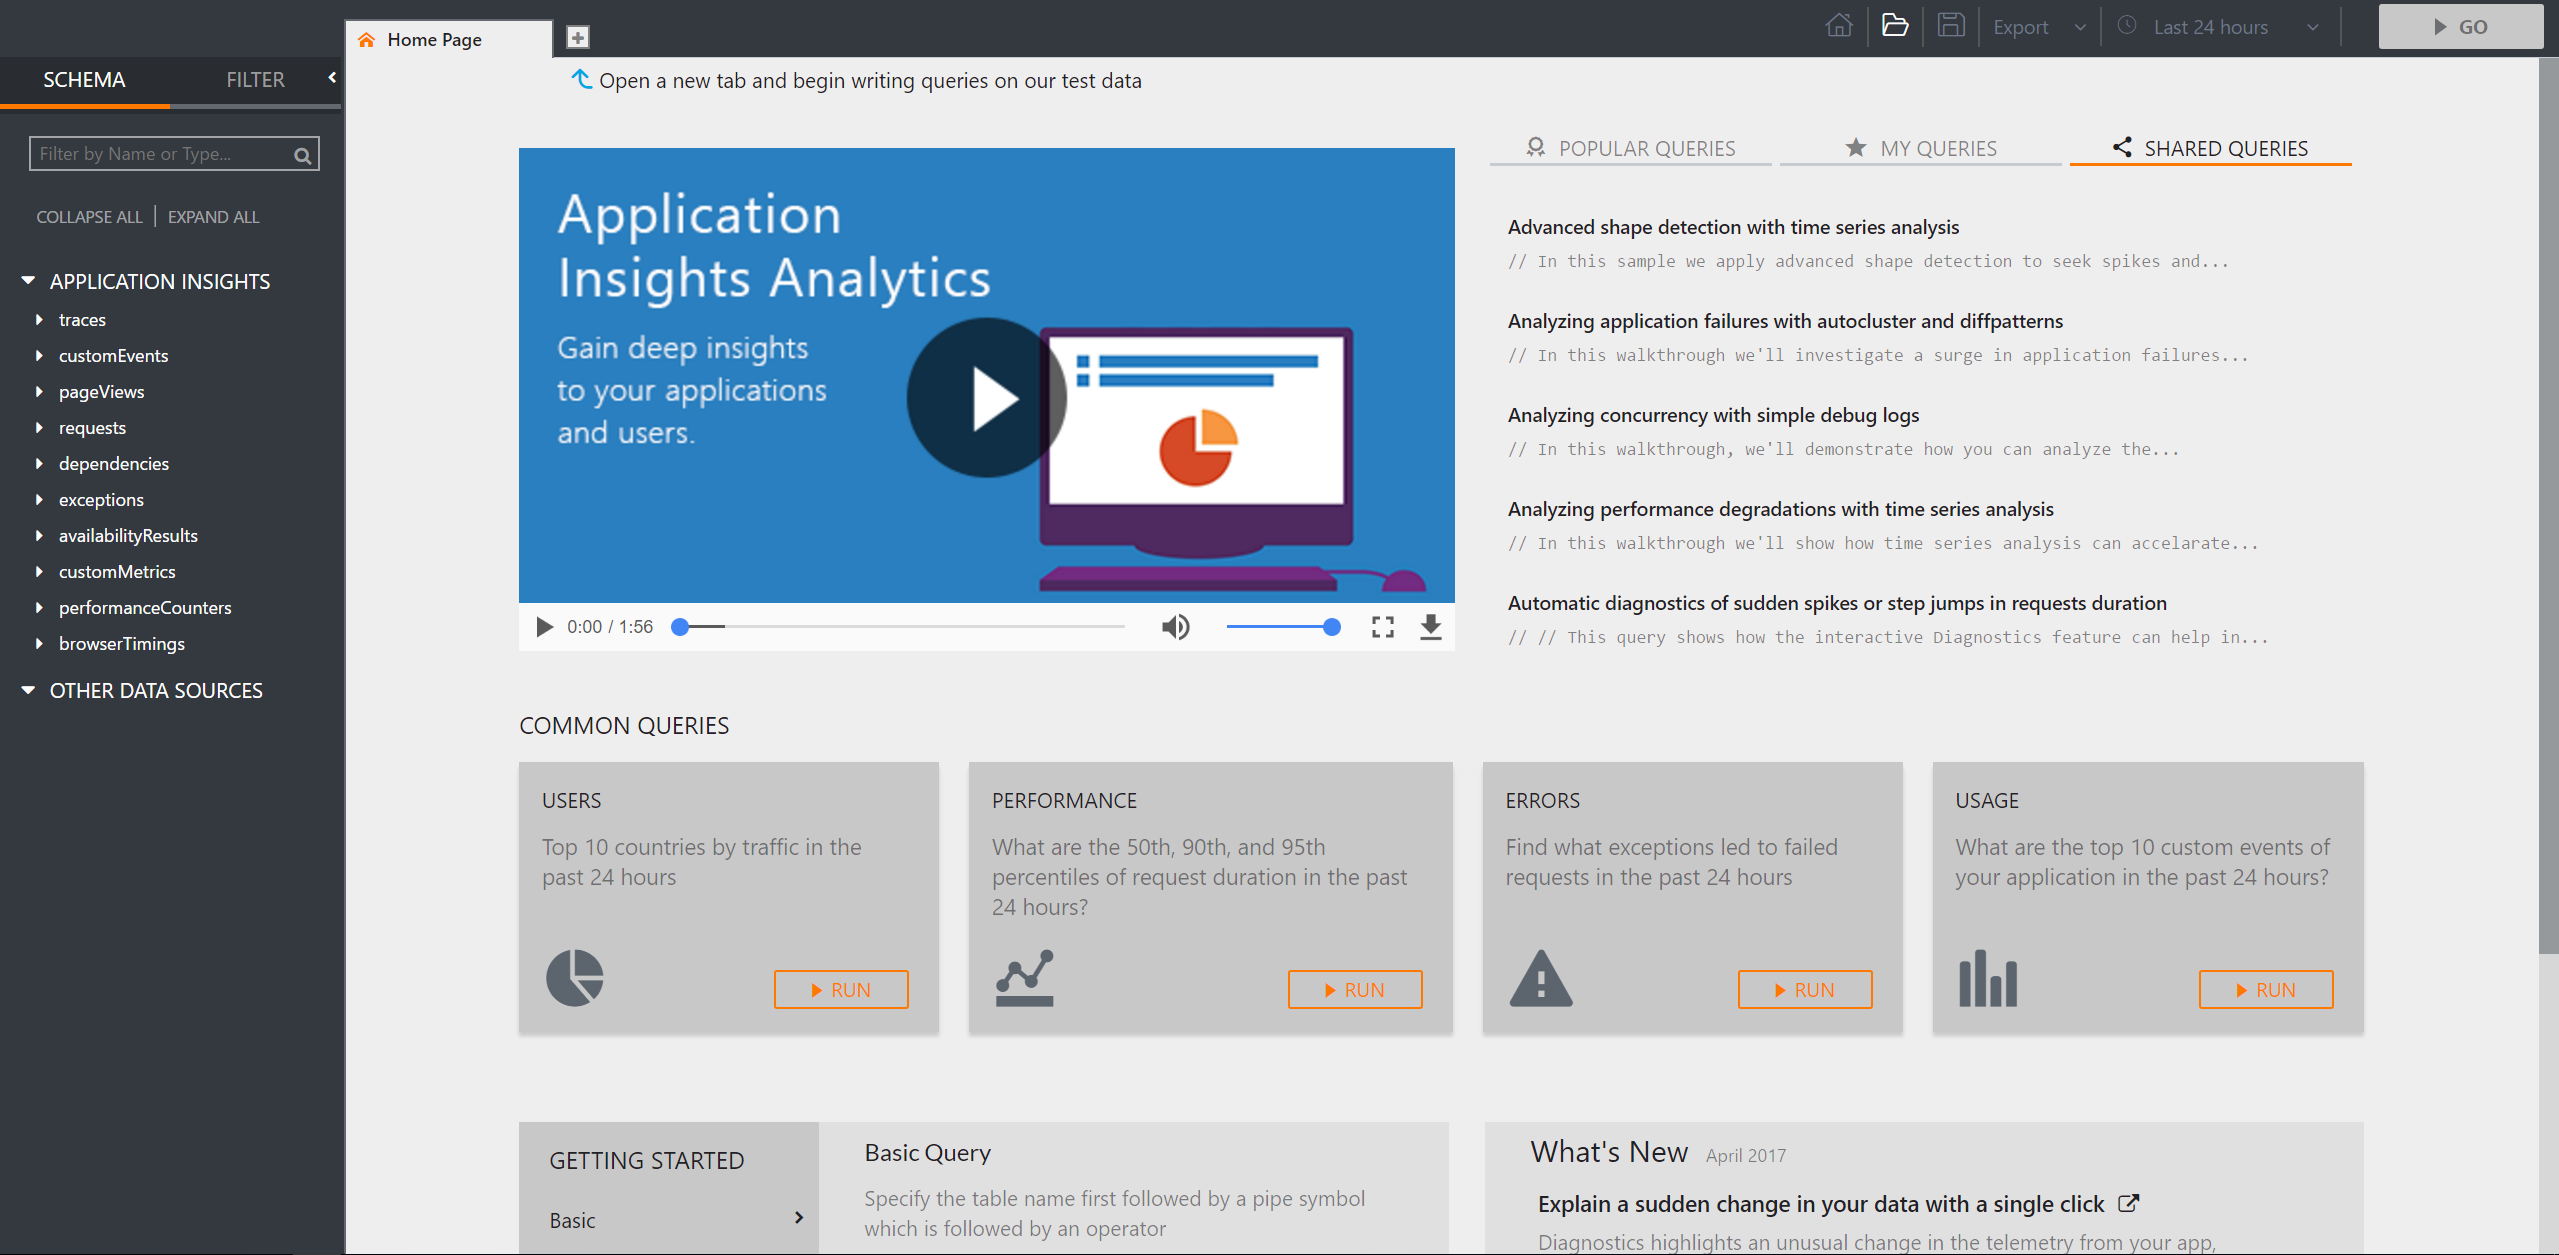 Home Page
Export
Last 24 hours
GO
SCHEMA
FILTER
Filter by Name or Type...
COLLAPSE ALL
EXPAND ALL
APPLICATION INSIGHTS
traces
customEvents
pageViews
requests
dependencies
exceptions
availabilityResults
customMetrics
performanceCounters
browserTimings
OTHER DATA SOURCES
Open a new tab and begin writing queries on our test data
Application
Insights Analytics
Gain deep insights
to your applications
and users.
0:00 / 1:56
POPULAR QUERIES
MY QUERIES
SHARED QUERIES
Advanced shape detection with time series analysis
// In this sample we apply advanced shape detection to seek spikes and...
Analyzing application failures with autocluster and diffpatterns
// In this walkthrough we'll investigate a surge in application failures...
Analyzing concurrency with simple debug logs
// In this walkthrough, we'll demonstrate how you can analyze the...
Analyzing performance degradations with time series analysis
// In this walkthrough we'll show how time series analysis can accelarate...
Automatic diagnostics of sudden spikes or step jumps in requests duration
// // This query shows how the interactive Diagnostics feature can help in...
COMMON QUERIES
USERS
Top 10 countries by traffic in the
past 24 hours
RUN
PERFORMANCE
What are the 50th, 90th, and 95th
percentiles of request duration in the past
24 hours?
RUN
ERRORS
Find what exceptions led to failed
requests in the past 24 hours
RUN
USAGE
What are the top 10 custom events of
your application in the past 24 hours?
RUN
GETTING STARTED
Basic
Basic Query
Specify the table name first followed by a pipe symbol
which is followed by an operator
What's New April 2017
Explain a sudden change in your data with a single click
Diagnostics highlights an unusual change in the telemetry from your app,